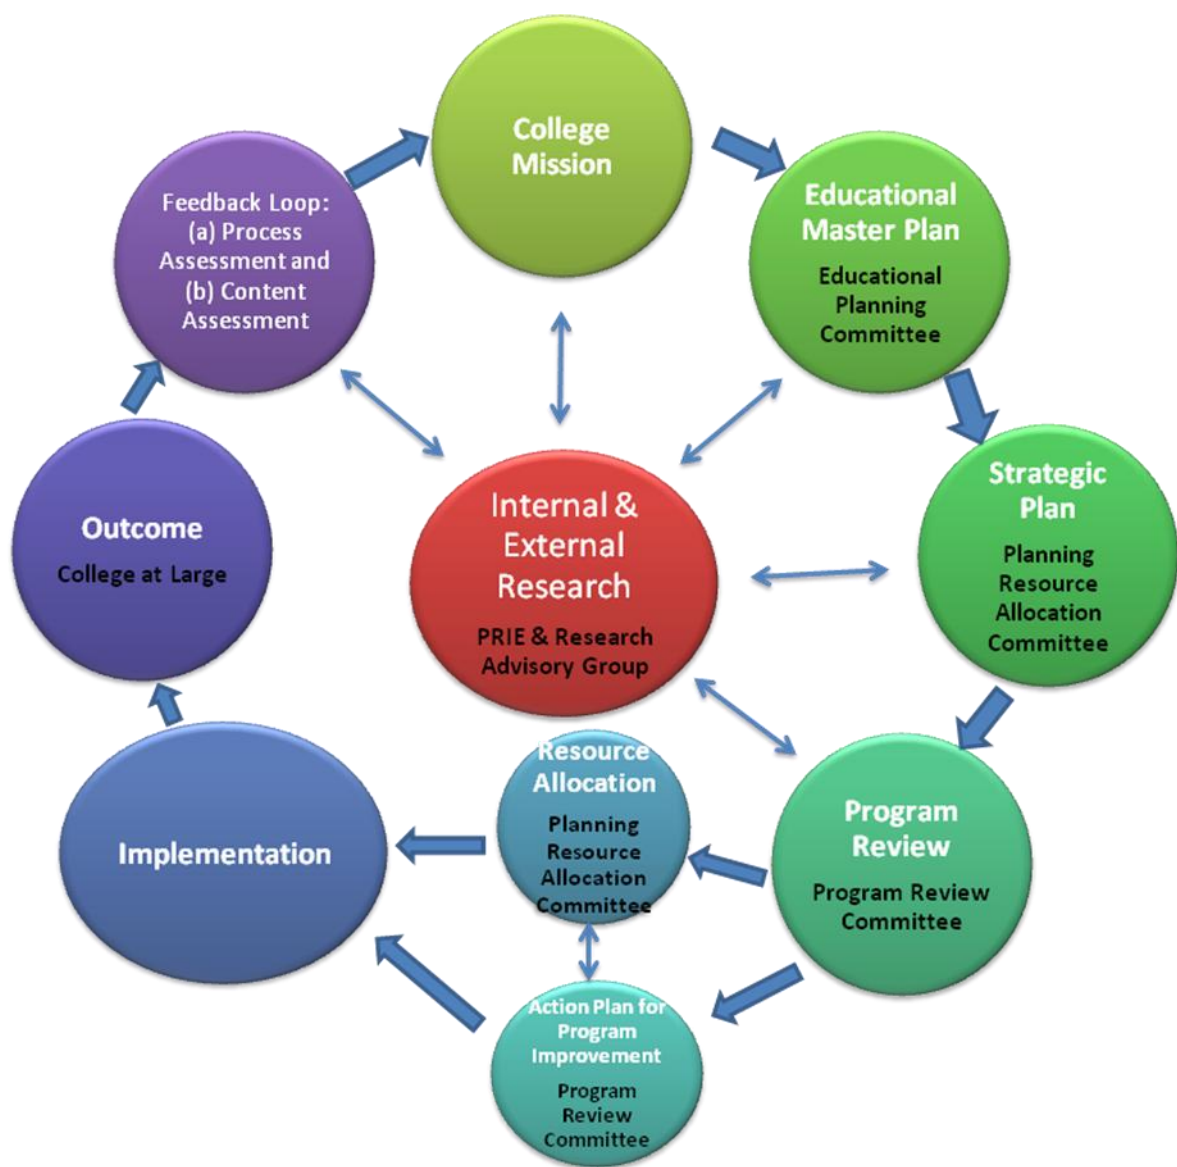 College
Mission
Educational
Master Plan
Educational
Planning
Committee
Strategic
Plan
Planning
Resource
Allocation
Committee
Program
Review
Program Review
Committee
Resource
Allocation
Planning
Resource
Allocation
Committee
Action Plan for
Program
Improvement
Program
Review
Committee
Implementation
Outcome
College at Large
Feedback Loop:
(a) Process
Assessment and
(b) Content
Assessment
Internal &
External
Research
PRIE & Research
Advisory Group